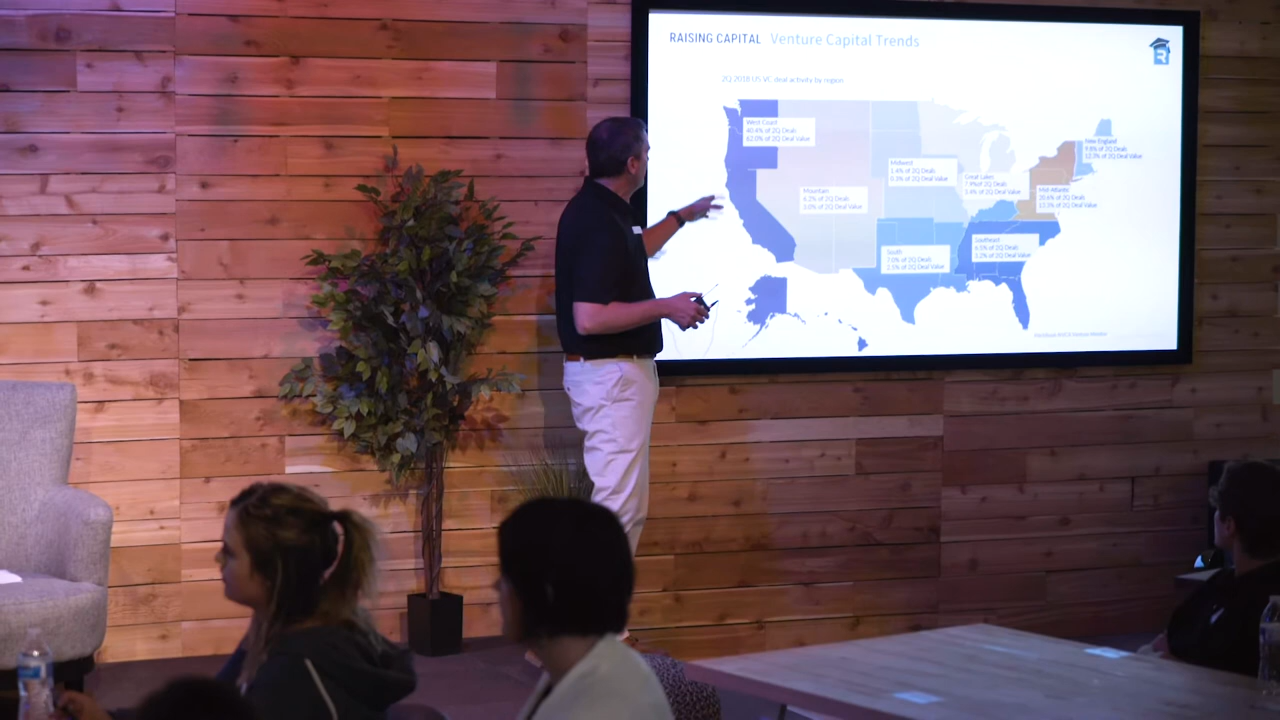 RAISING CAPITAL Venture Capital Trends
2Q 2018 US VC deal activity by region
West Coast
40.4% of 2Q Deals
62.0% of 2Q Deal Value
Mountain
6.2% of 2Q Deals
3.0% of 2Q Deal Value
Midwest
1.4% of 2Q Deals
0.3% of 2Q Deal Value
Great Lakes
7.9% of 2Q Deals
3.4% of 2Q Deal Value
New England
9.8% of 2Q Deals
12.3% of 2Q Deal Value
Mid-Atlantic
20.6% of 2Q Deals
13.3% of 2Q Deal Value
South
7.0% of 2Q Deals
2.5% of 2Q Deal Value
Southeast
6.5% of 2Q Deals
3.2% of 2Q Deal Value
R